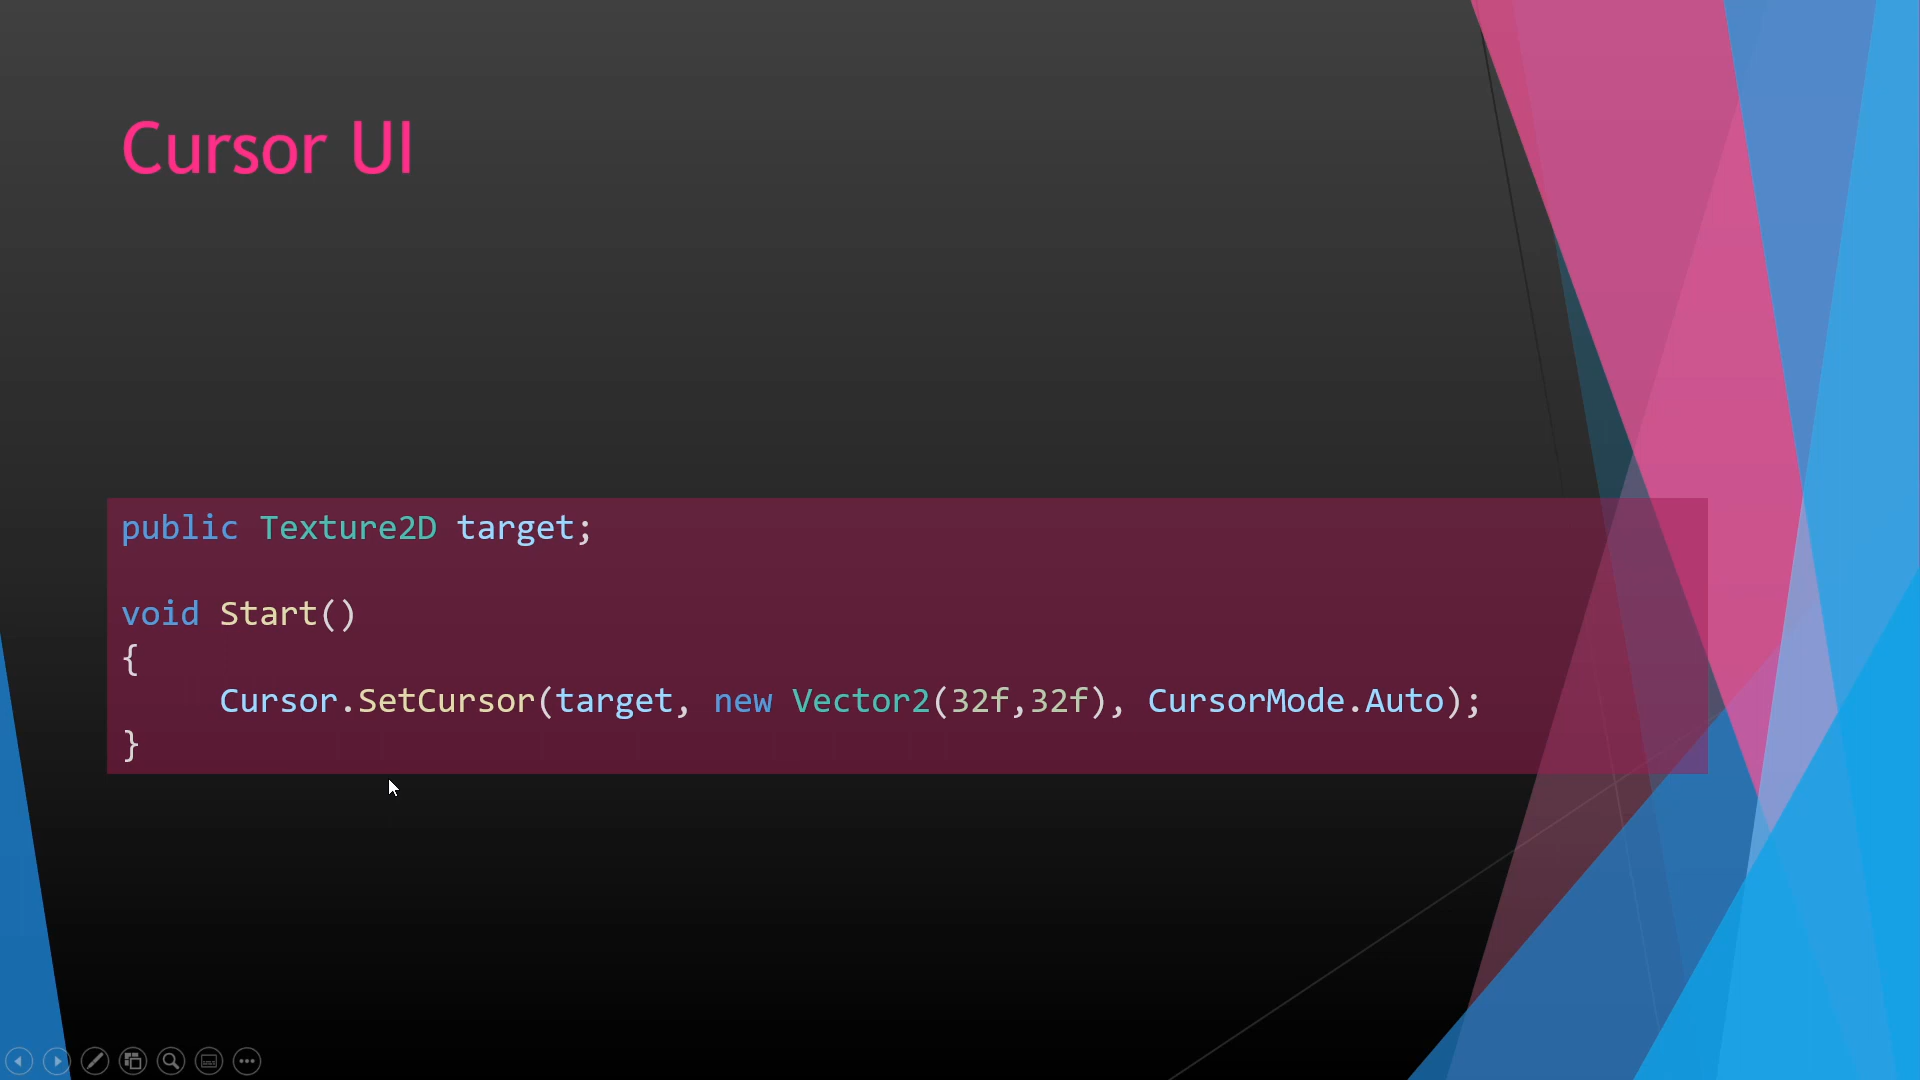 Cursor UI
public Texture2D target;
void Start()
{
Cursor.SetCursor(target, new Vector2(32f,32f), CursorMode.Auto);
}